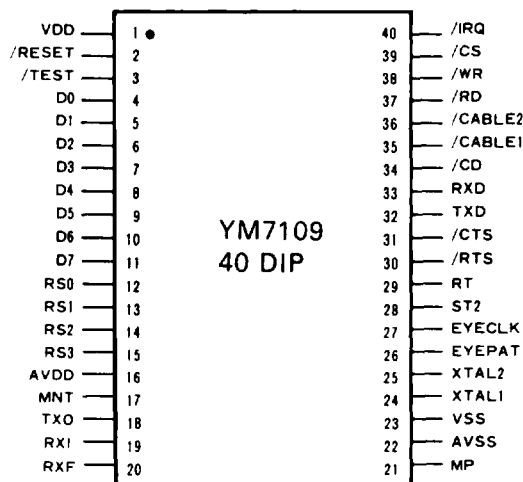 VDD 1 40 /IRQ
/RESET 2 39 /CS
/TEST 3 38 /WR
D0 4 37 /RD
D1 5 36 /CABLE2
D2 6 35 /CABLE1
D3 7 34 /CD
D4 8 33 RXD
D5 9 32 TXD
D6 10 31 /CTS
D7 11 30 /RTS
RS0 12 29 RT
RS1 13 28 ST2
RS2 14 27 EYECLK
RS3 15 26 EYEPAT
AVDD 16 25 XTAL2
MNT 17 24 XTAL1
TXO 18 23 VSS
RXI 19 22 AVSS
RXF 20 21 MP
YM7109
40 DIP